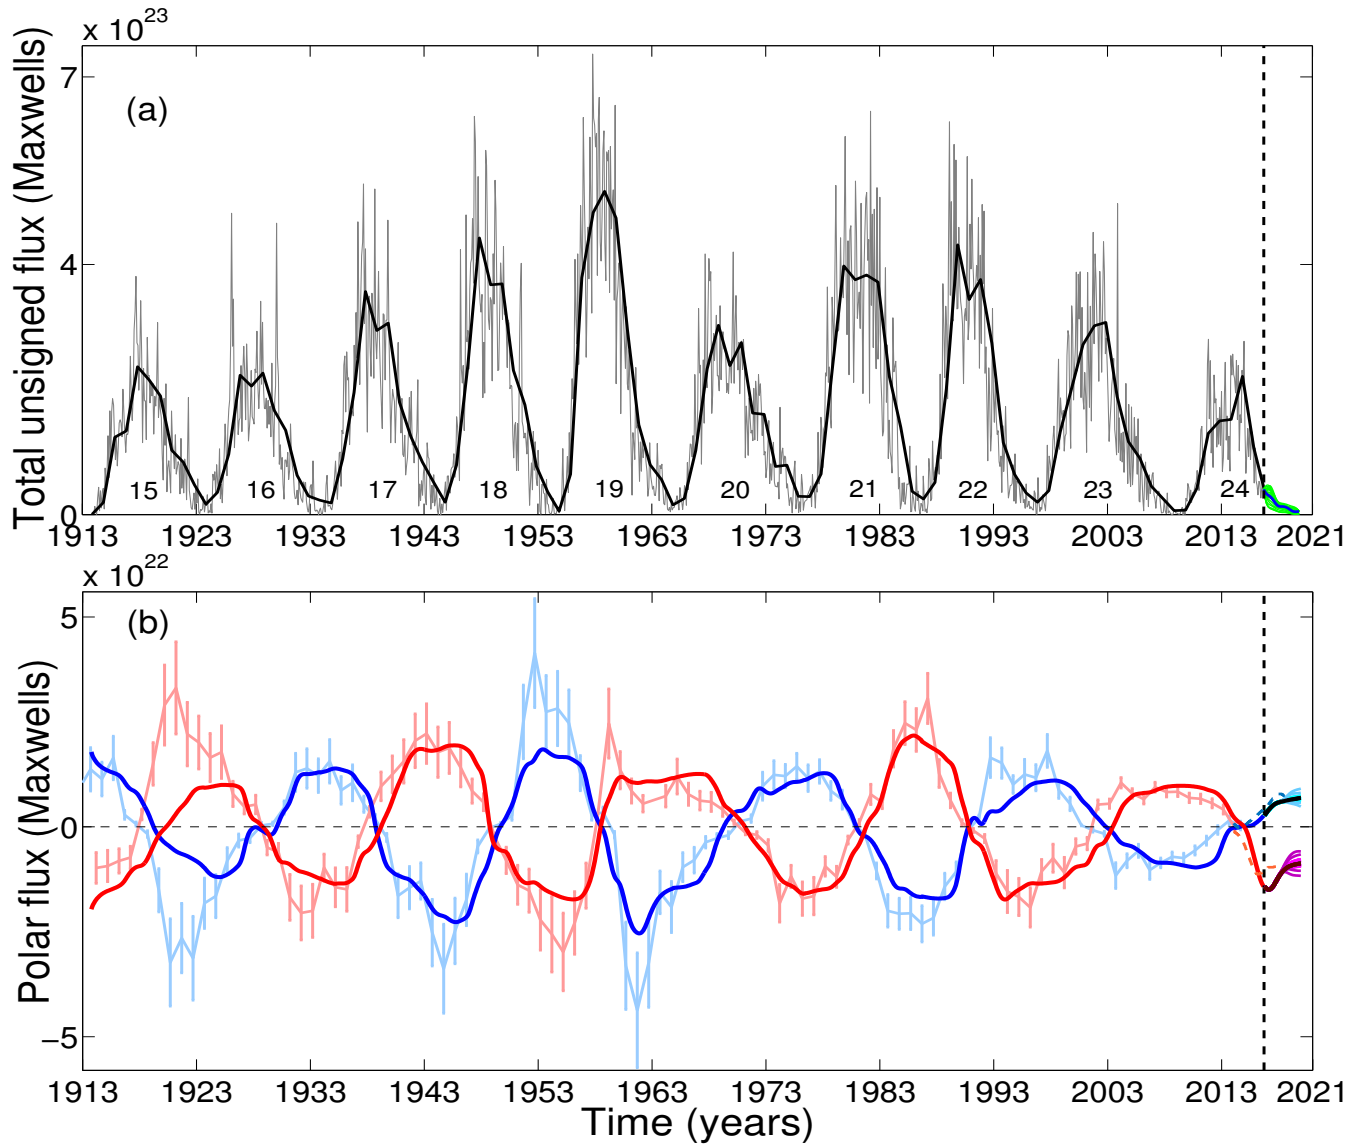 x 10^23
Total unsigned flux (Maxwells)
(a)
7
4
0
15 16 17 18 19 20 21 22 23 24
1913 1923 1933 1943 1953 1963 1973 1983 1993 2003 2013 2021
x 10^22
Polar flux (Maxwells)
(b)
5
0
−5
1913 1923 1933 1943 1953 1963 1973 1983 1993 2003 2013 2021
Time (years)